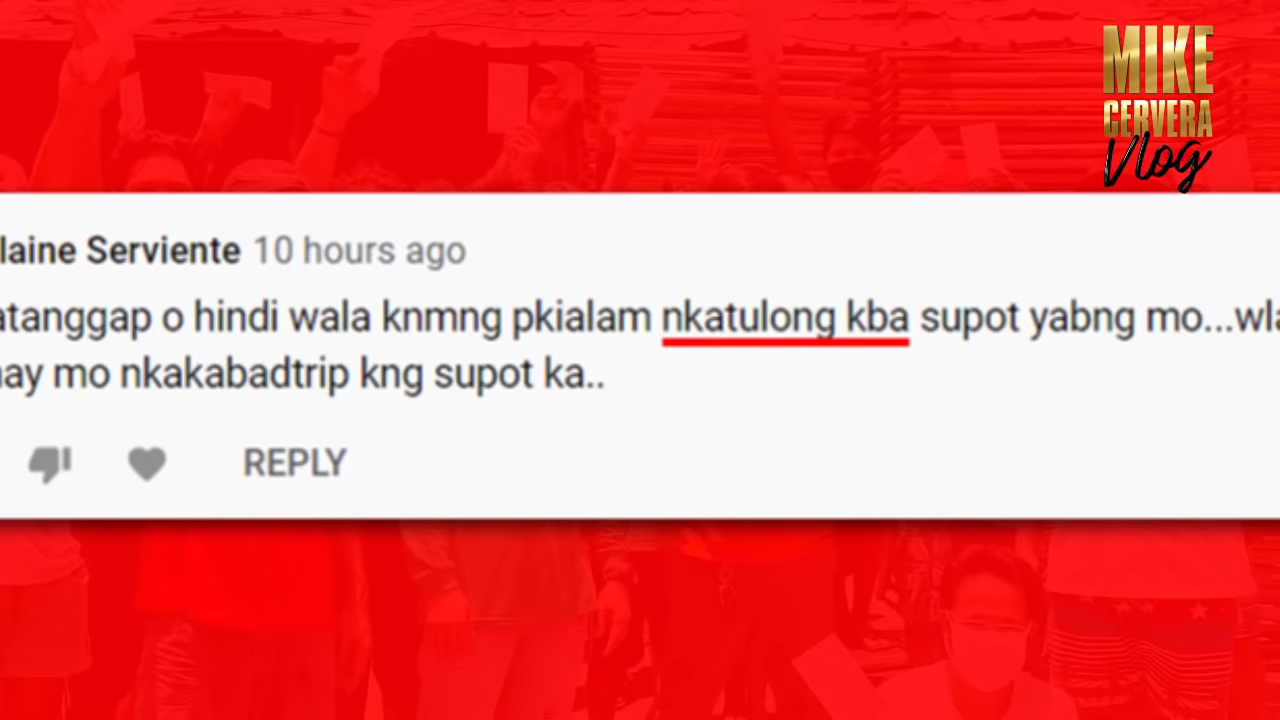 MIKE
CERVERA
Vlog
laine Serviente 10 hours ago
atanggap o hindi wala knmng pkialam nkatulong kba supot yabng mo...wla
ay mo nkakabadtrip kng supot ka..
REPLY